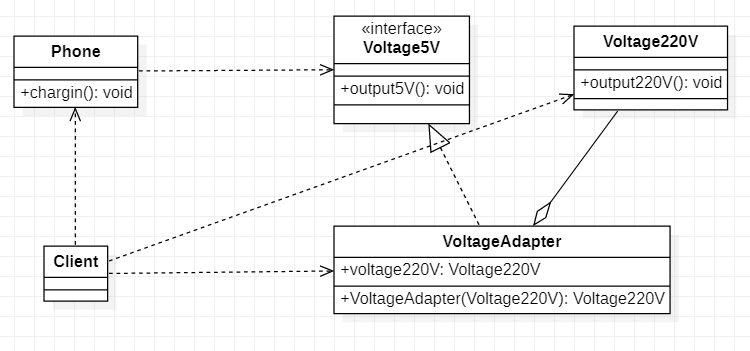 Phone
+chargin(): void
«interface»
Voltage5V
+output5V(): void
Voltage220V
+output220V(): void
Client
VoltageAdapter
+voltage220V: Voltage220V
+VoltageAdapter(Voltage220V): Voltage220V